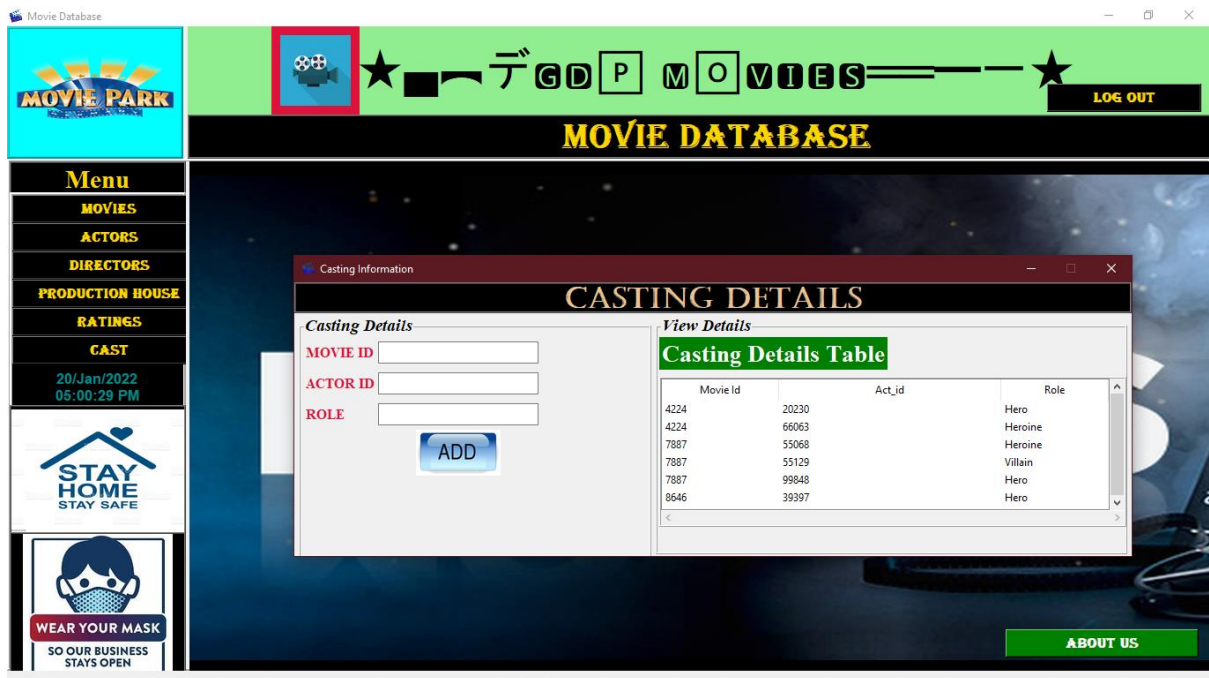 Movie Database
MOVIE PARK
★▄︻デ🅶🅳🄿 🅼🄾🆅🅸🅴🆂══━一★
LOG OUT
MOVIE DATABASE
Menu
MOVIES
ACTORS
DIRECTORS
PRODUCTION HOUSE
RATINGS
CAST
20/Jan/2022
05:00:29 PM
STAY
HOME
STAY SAFE
WEAR YOUR MASK
SO OUR BUSINESS
STAYS OPEN
Casting Information
CASTING DETAILS
Casting Details
MOVIE ID
ACTOR ID
ROLE
ADD
View Details
Casting Details Table
Movie Id Act_id Role
4224 20230 Hero
4224 66063 Heroine
7887 55068 Heroine
7887 55129 Villain
7887 99848 Hero
8646 39397 Hero
ABOUT US